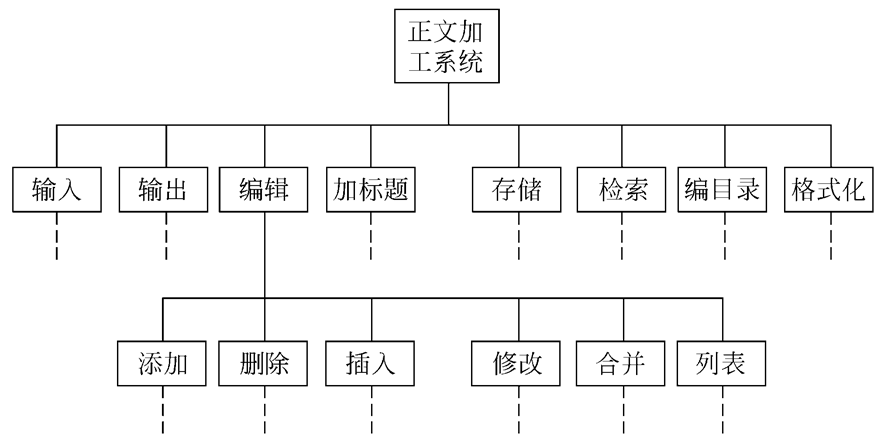 正文加
工系统
输入
输出
编辑
加标题
存储
检索
编目录
格式化
添加
删除
插入
修改
合并
列表